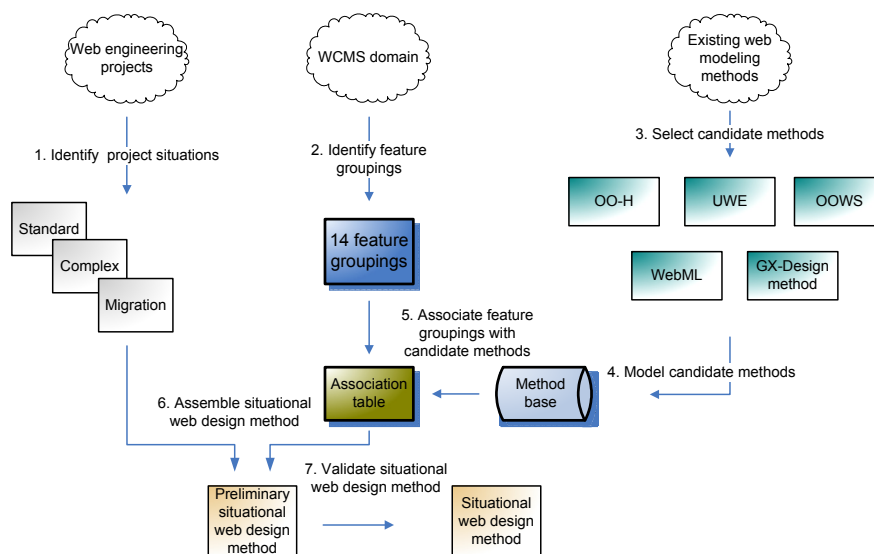 Web engineering
projects
WCMS domain
Existing web
modeling
methods
3. Select candidate methods
1. Identify  project situations
2. Identify feature
groupings
OO-H
UWE
OOWS
Standard
14 feature
groupings
Complex
WebML
GX-Design
method
Migration
5. Associate feature
groupings with
candidate methods
4. Model candidate methods
Association
table
Method
base
6. Assemble situational
web design method
7. Validate situational
web design method
Preliminary
situational
web design
method
Situational
web design
method